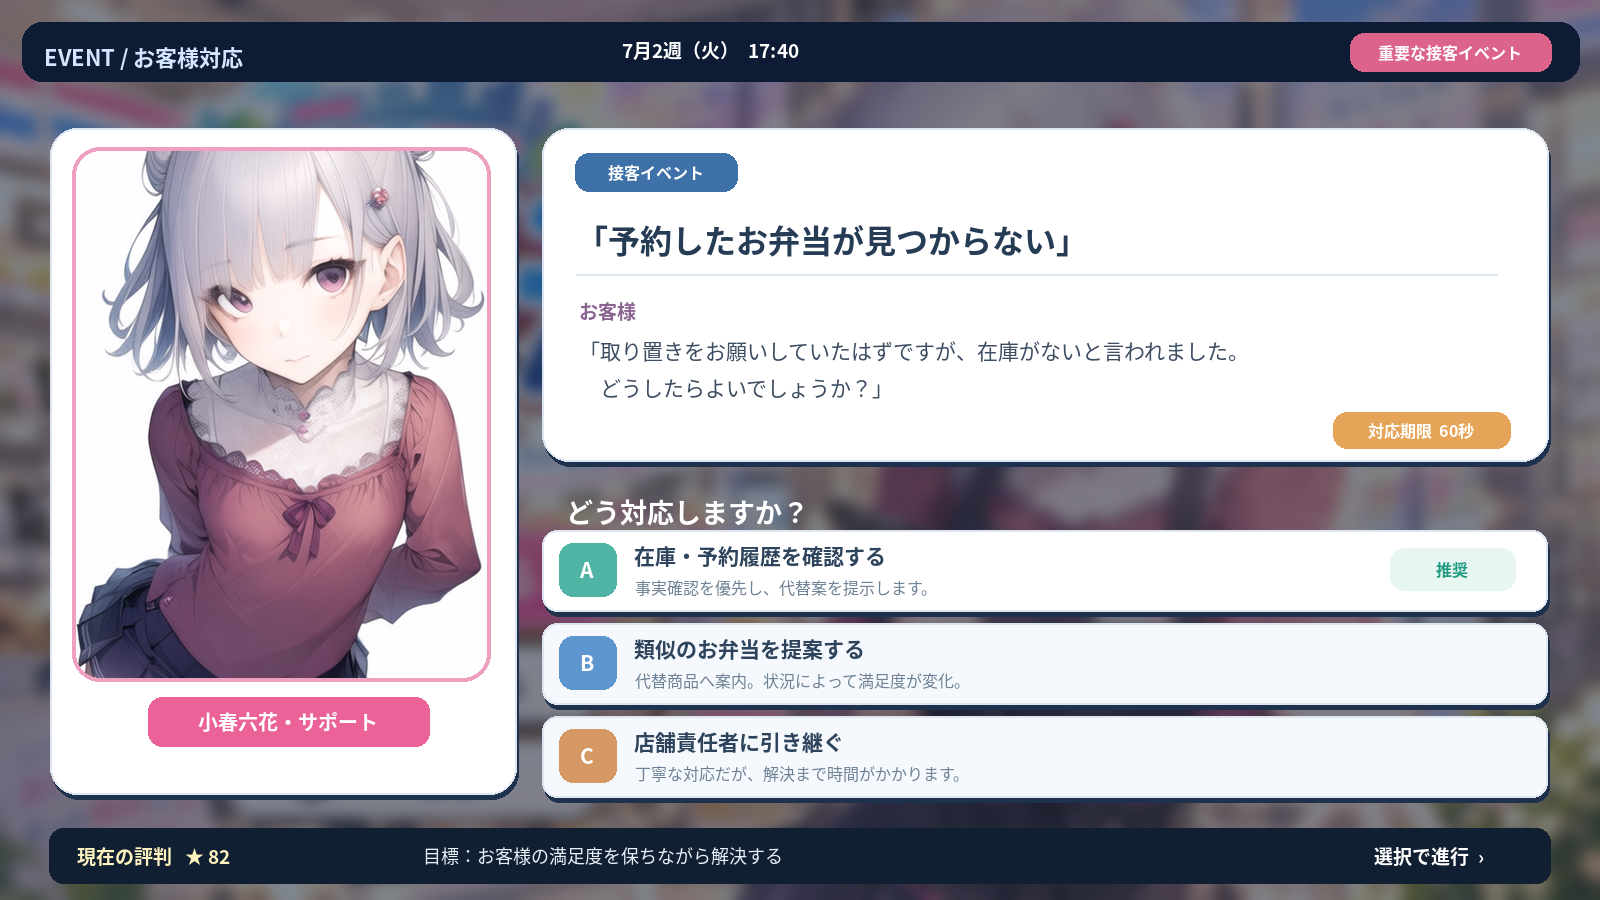 EVENT / お客様対応
7月2週（火） 17:40
重要な接客イベント
接客イベント
「予約したお弁当が見つからない」
お客様
「取り置きをお願いしていたはずですが、在庫がないと言われました。
どうしたらよいでしょうか？」
対応期限 60秒
小春六花・サポート
どう対応しますか？
A
在庫・予約履歴を確認する
事実確認を優先し、代替案を提示します。
推奨
B
類似のお弁当を提案する
代替商品へ案内。状況によって満足度が変化。
C
店舗責任者に引き継ぐ
丁寧な対応だが、解決まで時間がかかります。
現在の評判 ★ 82
目標：お客様の満足度を保ちながら解決する
選択で進行 ›